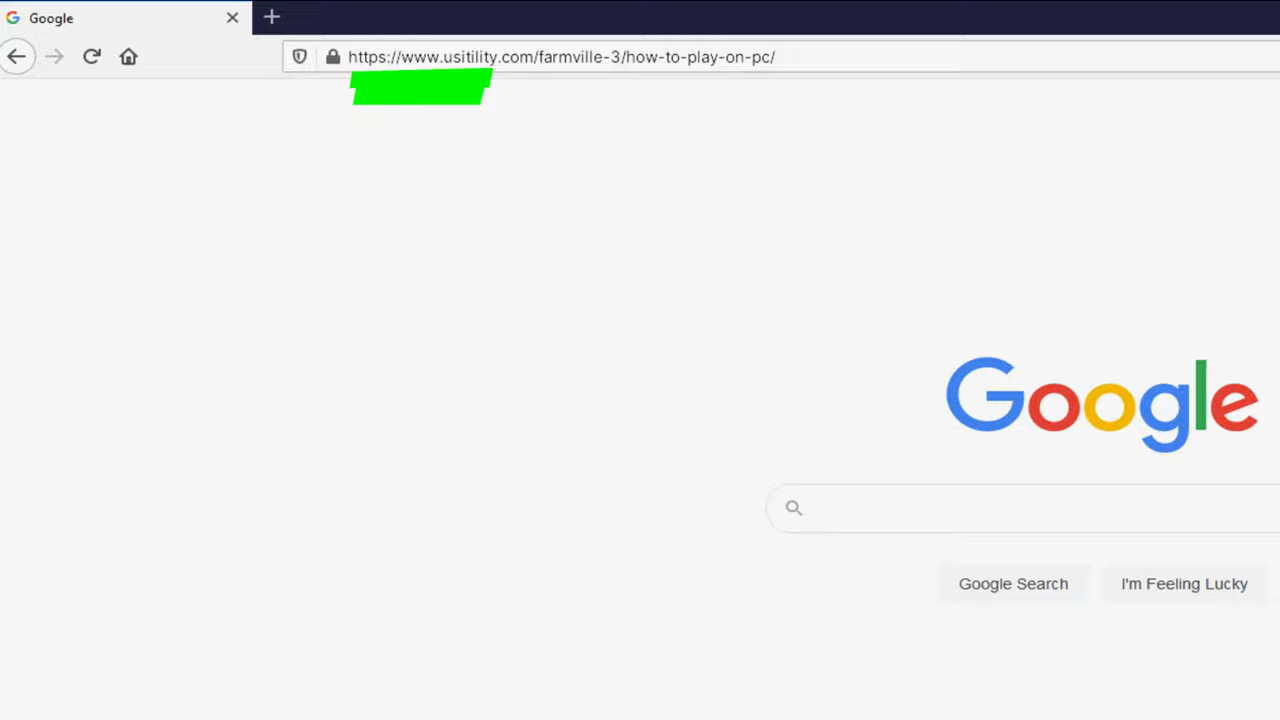 Google
https://www.usitility.com/farmville-3/how-to-play-on-pc/
Google
Google Search
I'm Feeling Lucky